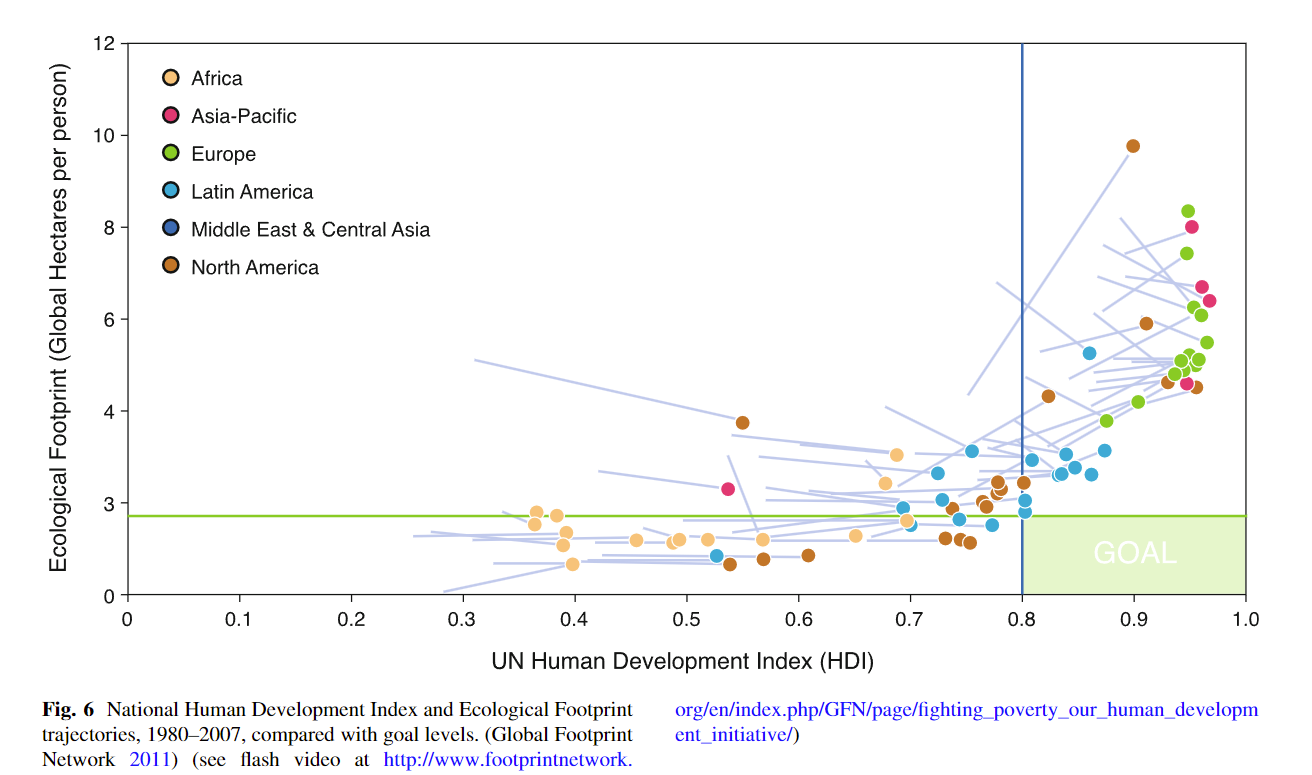 12
10
8
6
4
3
0
Ecological Footprint (Global Hectares per person)
Africa
Asia-Pacific
Europe
Latin America
Middle East & Central Asia
North America
GOAL
0 0.1 0.2 0.3 0.4 0.5 0.6 0.7 0.8 0.9 1.0
UN Human Development Index (HDI)
Fig. 6 National Human Development Index and Ecological Footprint
trajectories, 1980–2007, compared with goal levels. (Global Footprint
Network 2011) (see flash video at http://www.footprintnetwork.
org/en/index.php/GFN/page/fighting_poverty_our_human_developm
ent_initiative/)